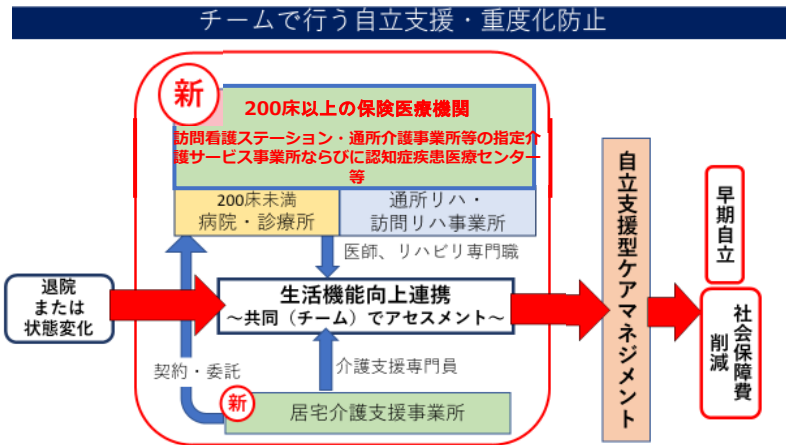 チームで行う自立支援・重度化防止
新
200床以上の保険医療機関
訪問看護ステーション・通所介護事業所等の指定介
護サービス事業所ならびに認知症疾患医療センター
等
200床未満
病院・診療所
通所リハ・
訪問リハ事業所
医師、リハビリ専門職
退院
または
状態変化
生活機能向上連携
～共同（チーム）でアセスメント～
契約・委託
介護支援専門員
新
居宅介護支援事業所
自立支援型ケアマネジメント
早期自立
社会保障費
削減